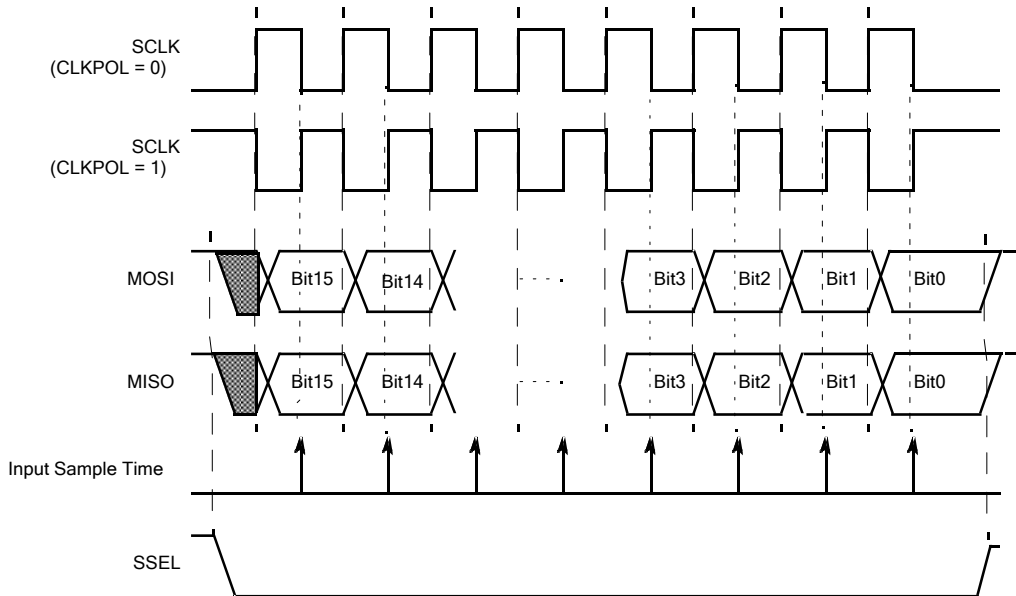 SCLK
(CLKPOL = 0)
SCLK
(CLKPOL = 1)
MOSI
Bit15
Bit14
Bit3
Bit2
Bit1
Bit0
MISO
Bit15
Bit14
Bit3
Bit2
Bit1
Bit0
Input Sample Time
SSEL